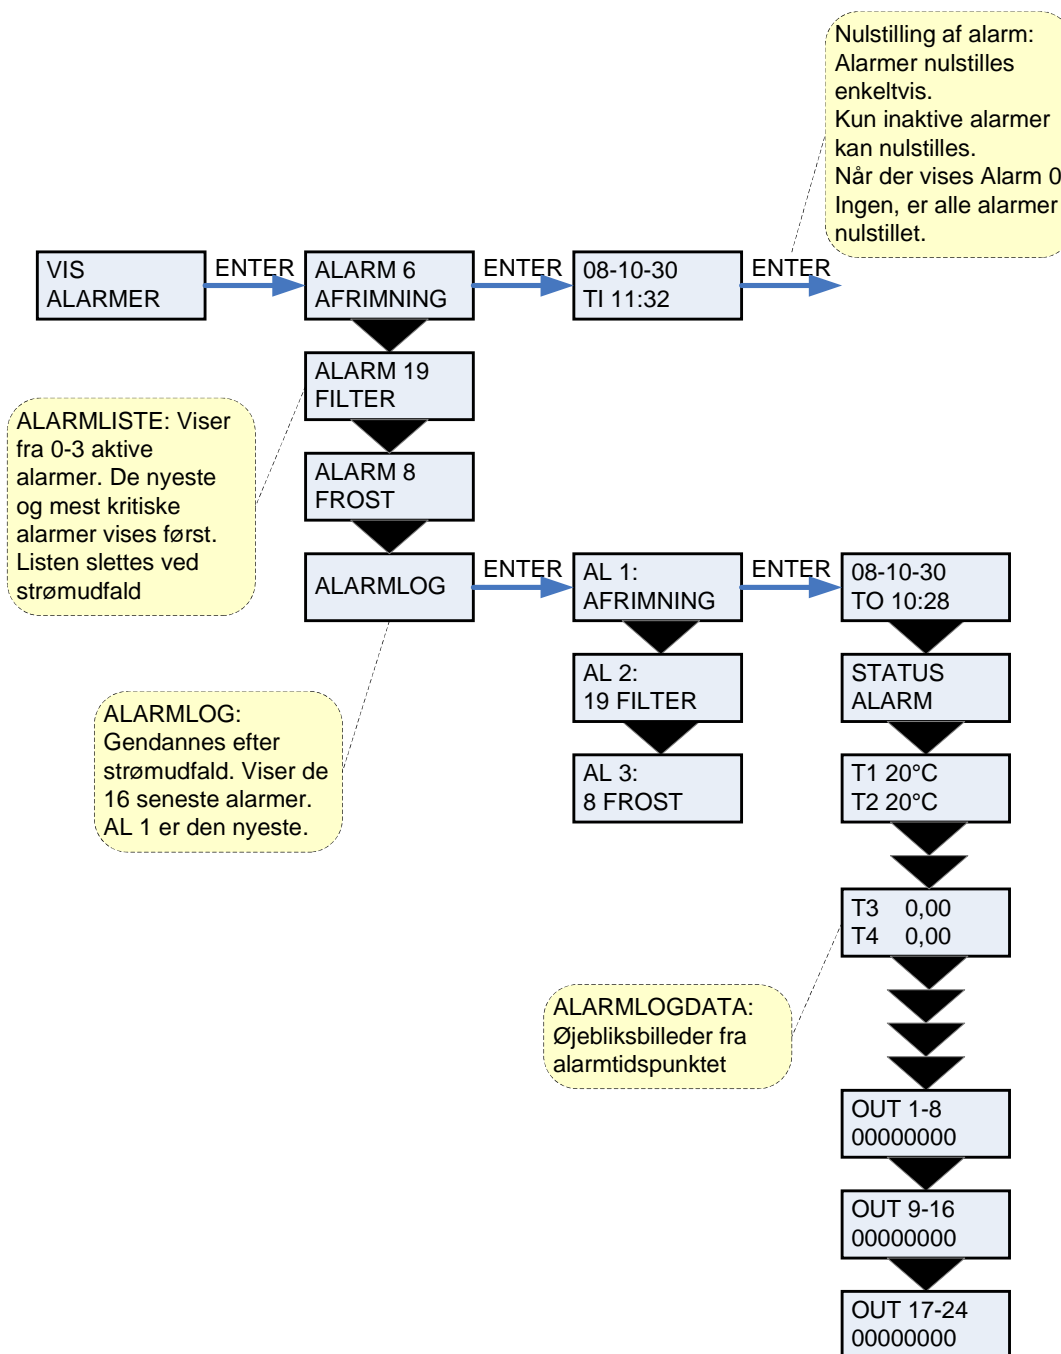 Nulstilling af alarm:
Alarmer nulstilles
enkeltvis.
Kun inaktive alarmer
kan nulstilles.
Når der vises Alarm 0
Ingen, er alle alarmer
nulstillet.
VIS
ALARMER
ENTER
ALARM 6
AFRIMNING
ENTER
08-10-30
TI 11:32
ENTER
ALARM 19
FILTER
ALARMLISTE: Viser
fra 0-3 aktive
alarmer. De nyeste
og mest kritiske
alarmer vises først.
Listen slettes ved
strømudfald
ALARM 8
FROST
ALARMLOG
ENTER
AL 1:
AFRIMNING
ENTER
08-10-30
TO 10:28
AL 2:
19 FILTER
STATUS
ALARM
ALARMLOG:
Gendannes efter
strømudfald. Viser de
16 seneste alarmer.
AL 1 er den nyeste.
AL 3:
8 FROST
T1 20°C
T2 20°C
T3 0,00
T4 0,00
ALARMLOGDATA:
Øjebliksbilleder fra
alarmtidspunktet
OUT 1-8
00000000
OUT 9-16
00000000
OUT 17-24
00000000